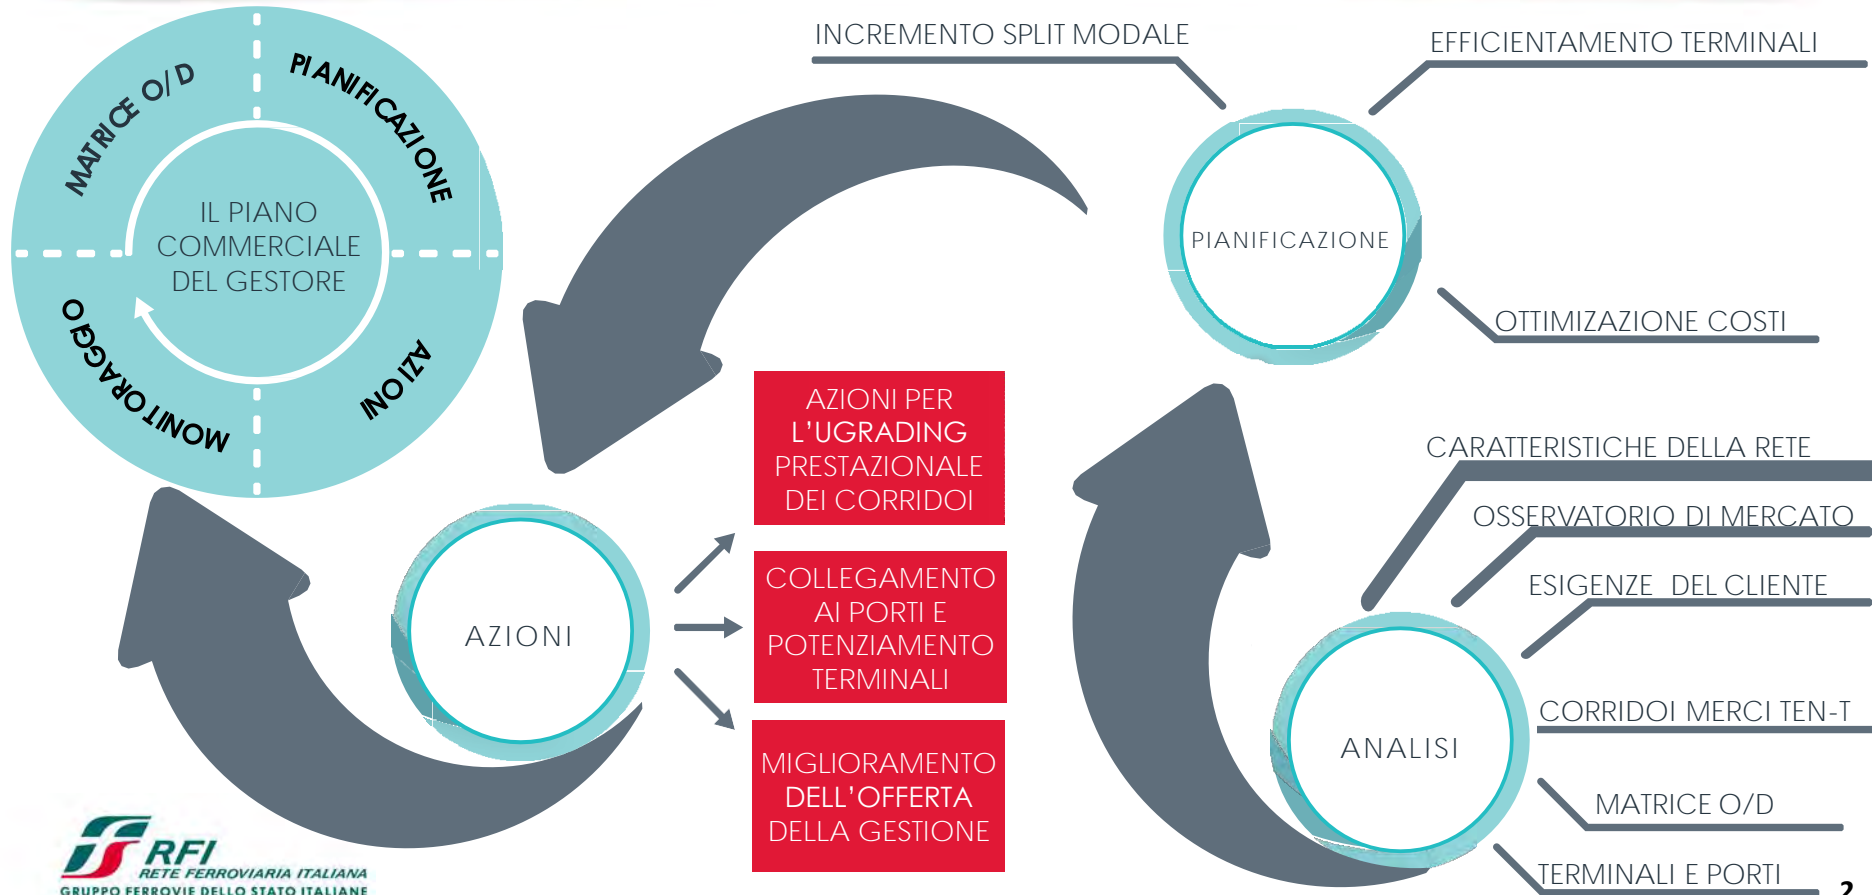 MATRICE O/D
PIANIFICAZIONE
AZIONI
MONITORAGGIO
IL PIANO
COMMERCIALE
DEL GESTORE
INCREMENTO SPLIT MODALE
EFFICIENTAMENTO TERMINALI
PIANIFICAZIONE
OTTIMIZAZIONE COSTI
AZIONI PER
L'UGRADING
PRESTAZIONALE
DEI CORRIDOI
COLLEGAMENTO
AI PORTI E
POTENZIAMENTO
TERMINALI
MIGLIORAMENTO
DELL'OFFERTA
DELLA GESTIONE
AZIONI
CARATTERISTICHE DELLA RETE
OSSERVATORIO DI MERCATO
ESIGENZE DEL CLIENTE
CORRIDOI MERCI TEN-T
ANALISI
MATRICE O/D
TERMINALI E PORTI
FS RFI
RETE FERROVIARIA ITALIANA
GRUPPO FERROVIE DELLO STATO ITALIANE
2